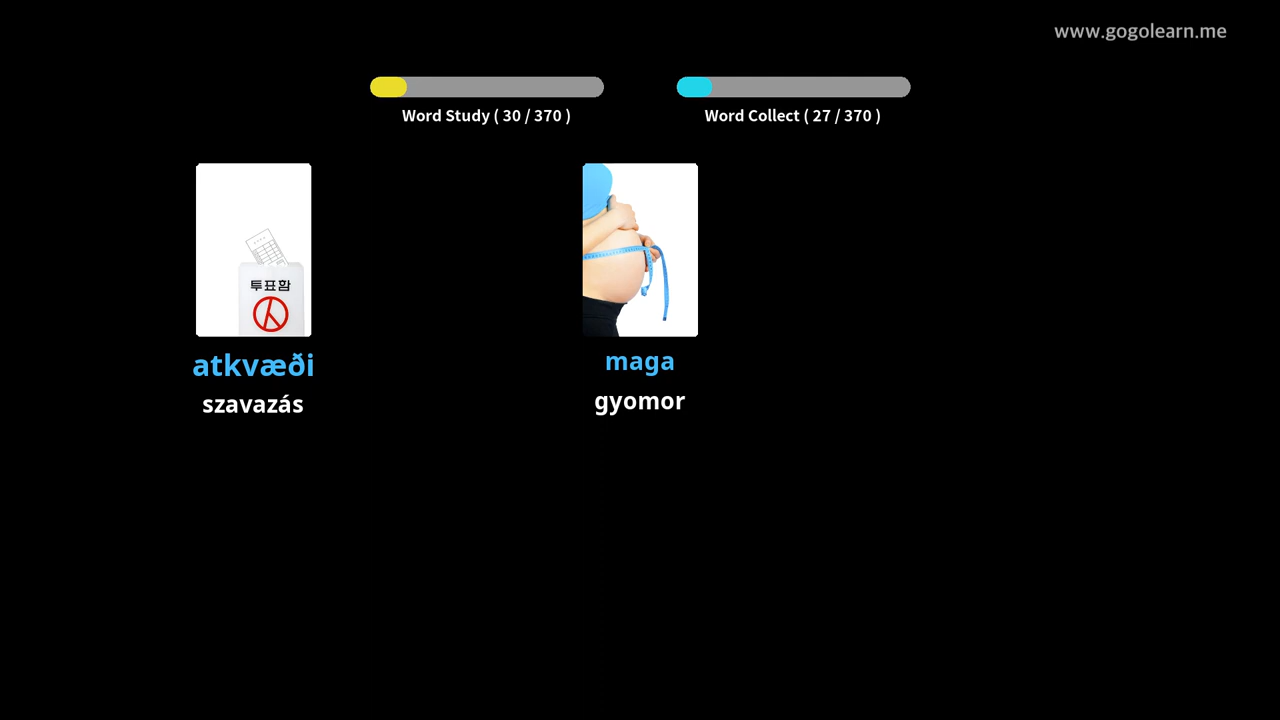 www.gogolearn.me
Word Study ( 30 / 370 )
Word Collect ( 27 / 370 )
투표함
atkvæði
szavazás
maga
gyomor